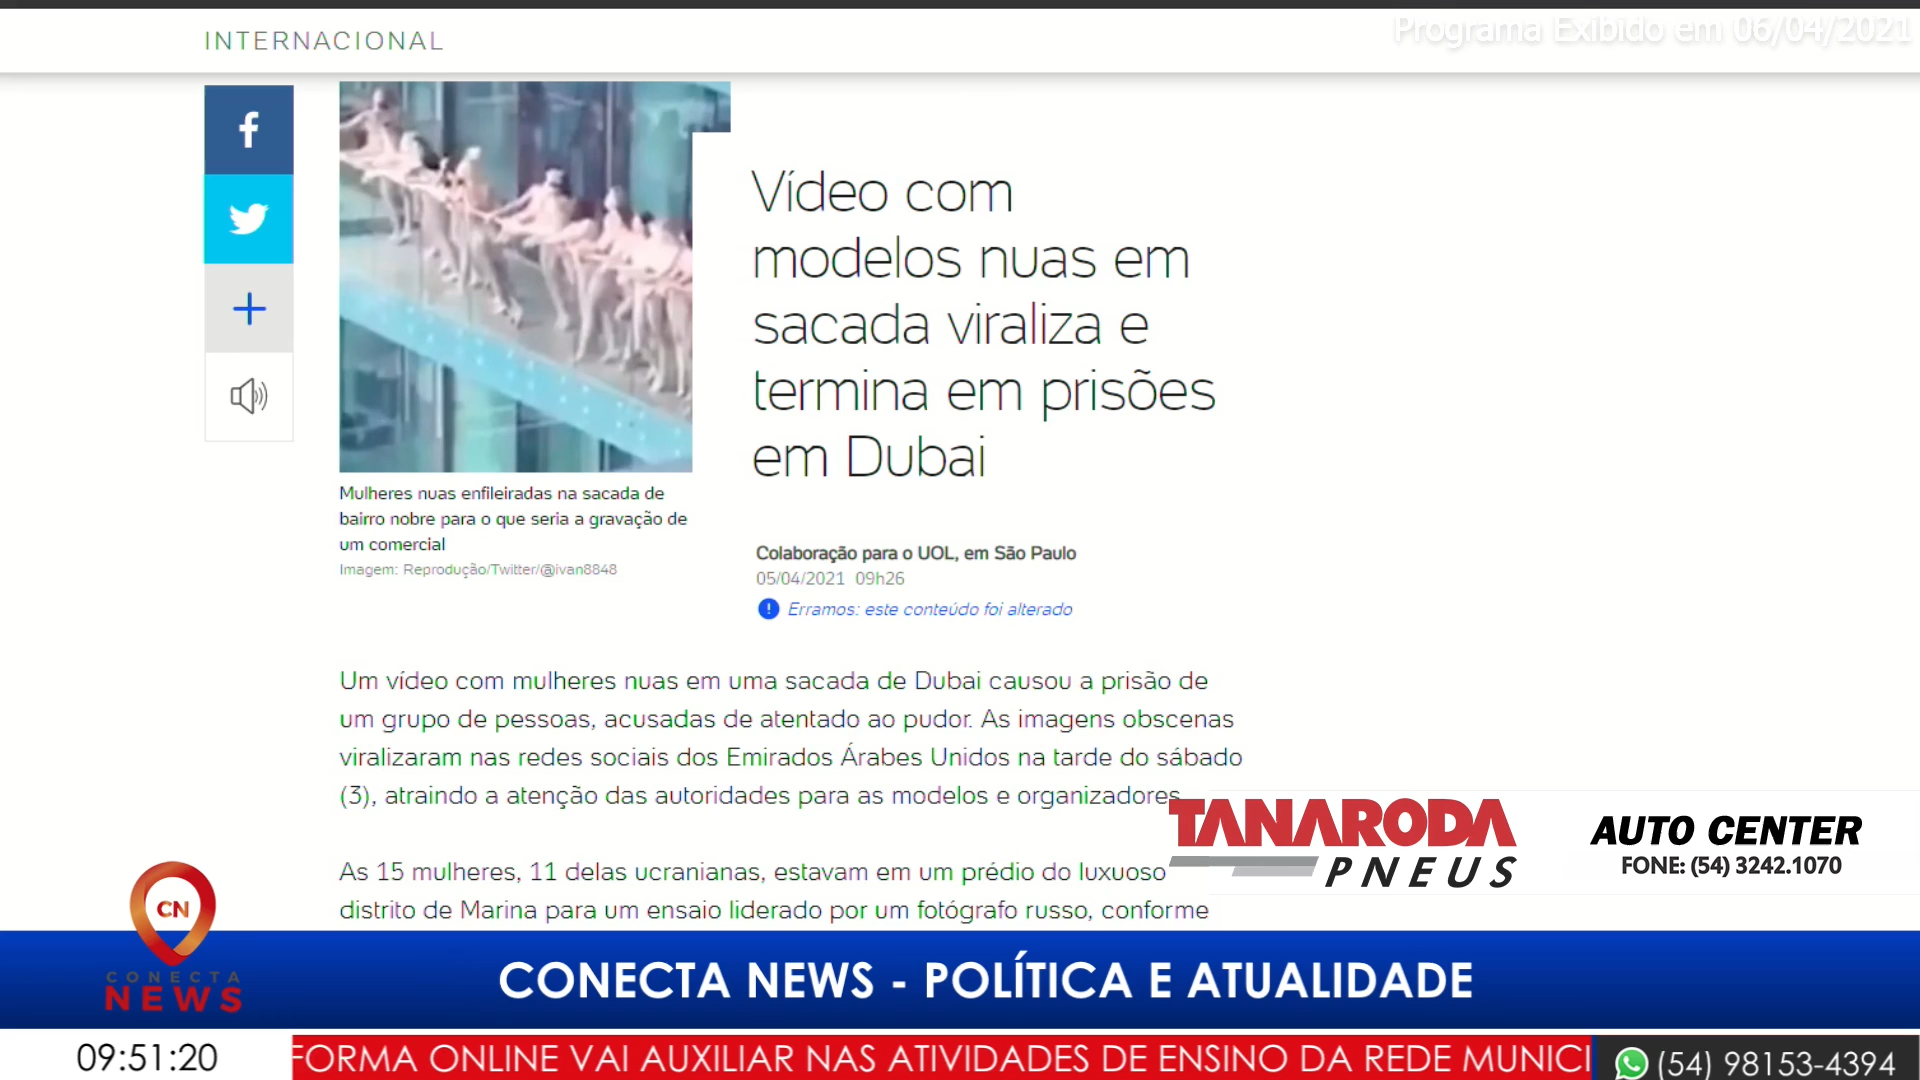 INTERNACIONAL
Programa Exibido em 06/04/2021
Vídeo com
modelos nuas em
sacada viraliza e
termina em prisões
em Dubai
Mulheres nuas enfileiradas na sacada de
bairro nobre para o que seria a gravação de
um comercial
Imagem: Reprodução/Twitter/@ivan8848
Colaboração para o UOL, em São Paulo
05/04/2021 09h26
Erramos: este conteúdo foi alterado
Um vídeo com mulheres nuas em uma sacada de Dubai causou a prisão de
um grupo de pessoas, acusadas de atentado ao pudor. As imagens obscenas
viralizaram nas redes sociais dos Emirados Árabes Unidos na tarde do sábado
(3), atraindo a atenção das autoridades para as modelos e organizadores.
As 15 mulheres, 11 delas ucranianas, estavam em um prédio do luxuoso
distrito de Marina para um ensaio liderado por um fotógrafo russo, conforme
TANARODA
PNEUS
AUTO CENTER
FONE: (54) 3242.1070
CN
CONECTA
NEWS
CONECTA NEWS - POLÍTICA E ATUALIDADE
09:51:20
FORMA ONLINE VAI AUXILIAR NAS ATIVIDADES DE ENSINO DA REDE MUNICI
(54) 98153-4394